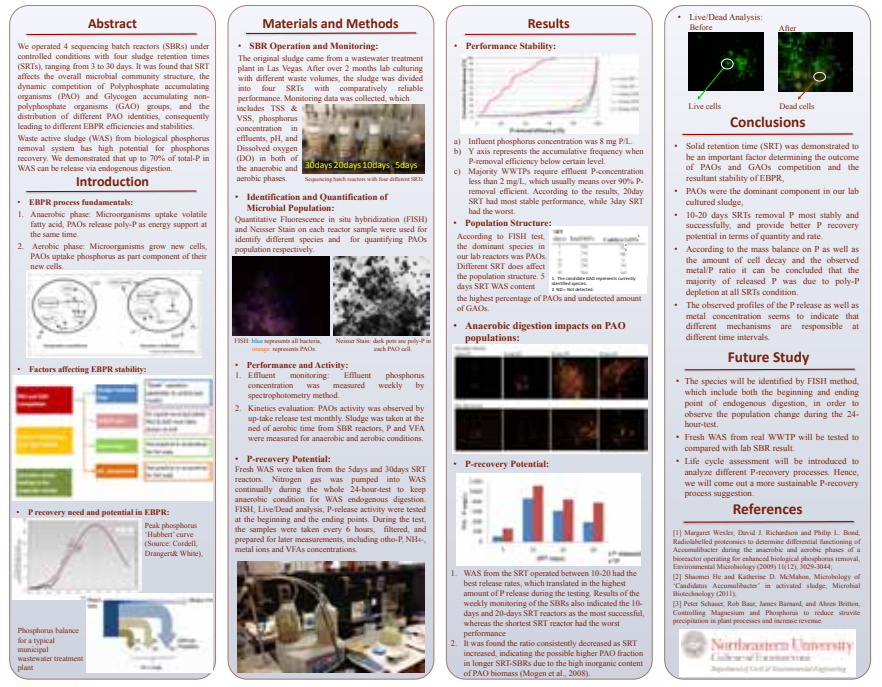 Abstract
We operated 4 sequencing batch reactors (SBRs) under
controlled conditions with four sludge retention times
(SRTs), ranging from 3 to 30 days. It was found that SRT
affects the overall microbial community structure, the
dynamic competition of Polyphosphate accumulating
organisms (PAO) and Glycogen accumulating non-
polyphosphate organisms (GAO) groups, and the
distribution of different PAO identities, consequently
leading to different EBPR efficiencies and stabilities.
Waste active sludge (WAS) from biological phosphorus
removal system has high potential for phosphorus
recovery. We demonstrated that up to 70% of total-P in
WAS can be release via endogenous digestion.
Introduction
• EBPR process fundamentals:
1. Anaerobic phase: Microorganisms uptake volatile
fatty acid, PAOs release poly-P as energy support at
the same time.
2. Aerobic phase: Microorganisms grow new cells,
PAOs uptake phosphorus as part component of their
new cells.
• Factors affecting EBPR stability:
• P recovery need and potential in EBPR:
Peak phosphorus
'Hubbert' curve
(Source: Cordell,
Drangert& White),
Phosphorus balance
for a typical
municipal
wastewater treatment
plant
Materials and Methods
• SBR Operation and Monitoring:
The original sludge came from a wastewater treatment
plant in Las Vegas. After over 2 months lab culturing
with different waste volumes, the sludge was divided
into four SRTs with comparatively reliable
performance. Monitoring data was collected, which
includes TSS &
VSS, phosphorus
concentration in
effluents, pH, and
Dissolved oxygen
(DO) in both of
the anaerobic and
aerobic phases.
30days 20days 10days 5days
Sequencing batch reactors with four different SRTs
• Identification and Quantification of
Microbial Population:
Quantitative Fluorescence in situ hybridization (FISH)
and Neisser Stain on each reactor sample were used for
identify different species and for quantifying PAOs
population respectively.
FISH: blue represents all bacteria,
orange represents PAOs.
Neisser Stain: dark pots are poly-P in
each PAO cell.
• Performance and Activity:
1. Effluent monitoring: Effluent phosphorus
concentration was measured weekly by
spectrophotometry method.
2. Kinetics evaluation: PAOs activity was observed by
up-take release test monthly. Sludge was taken at the
ned of aerobic time from SBR reactors, P and VFA
were measured for anaerobic and aerobic conditions.
• P-recovery Potential:
Fresh WAS were taken from the 5days and 30days SRT
reactors. Nitrogen gas was pumped into WAS
continually during the whole 24-hour-test to keep
anaerobic condition for WAS endogenous digestion.
FISH, Live/Dead analysis, P-release activity were tested
at the beginning and the ending points. During the test,
the samples were taken every 6 hours, filtered, and
prepared for later measurements, including otho-P, NH+,
metal ions and VFAs concentrations.
Results
• Performance Stability:
a) Influent phosphorus concentration was 8 mg P/L.
b) Y axis represents the accumulative frequency when
P-removal efficiency below certain level.
c) Majority WWTPs require effluent P-concentration
less than 2 mg/L, which usually means over 90% P-
removal efficiency. According to the results, 20day
SRT had most stable performance, while 3day SRT
had the worst.
• Population Structure:
According to FISH test,
the dominant species in
our lab reactors was PAOs.
Different SRT does affect
the population structure. 5
days SRT WAS content
1. The candidate GAO represents currently
identified species.
2. ND= Not detected.
the highest percentage of PAOs and undetected amount
of GAOs.
• Anaerobic digestion impacts on PAO
populations:
• P-recovery Potential:
1. WAS from the SRT operated between 10-20 had the
best release rates, which translated in the highest
amount of P release during the testing. Results of the
weekly monitoring of the SBRs also indicated the 10-
days and 20-days SRT reactors as the most successful,
whereas the shortest SRT reactor had the worst
performance
2. It was found the ratio consistently decreased as SRT
increased, indicating the possible higher PAO fraction
in longer SRT-SBRs due to the high inorganic content
of PAO biomass (Mogen et al., 2008).
• Live/Dead Analysis:
Before
After
Live cells
Dead cells
Conclusions
• Solid retention time (SRT) was demonstrated to
be an important factor determining the outcome
of PAOs and GAOs competition and the
resultant stability of EBPR,
• PAOs were the dominant component in our lab
cultured sludge,
• 10-20 days SRTs removal P most stably and
successfully, and provide better P recovery
potential in terms of quantity and rate.
• According to the mass balance on P as well as
the amount of cell decay and the observed
metal/P ratio it can be concluded that the
majority of released P was due to poly-P
depletion at all SRTs condition.
• The observed profiles of the P release as well as
metal concentration seems to indicate that
different mechanisms are responsible at
different time intervals.
Future Study
• The species will be identified by FISH method,
which include both the beginning and ending
point of endogenous digestion, in order to
observe the population change during the 24-
hour-test.
• Fresh WAS from real WWTP will be tested to
compared with lab SBR result.
• Life cycle assessment will be introduced to
analyze different P-recovery processes. Hence,
we will come out a more sustainable P-recovery
process suggestion.
References
[1] Margaret Wexler, David J. Richardson and Philip L. Bond,
Radiolabelled proteomics to determine differential functioning of
Accumulibacter during the anaerobic and aerobic phases of a
bioreactor operating for enhanced biological phosphorus removal,
Environmental Microbiology (2009) 11(12), 3029-3044;
[2] Shaomei He and Katherine D. McMahon, Microbology of
'Candidatus Accumulibacter' in activated sludge, Microbial
Biotechnology (2011),
[3] Peter Schauer, Rob Baur, James Barnard, and Ahren Britton,
Controlling Magnesium and Phosphorus to reduce struvite
precipitation in plant processes and increase revenue.
Northeastern University
College of Engineering
Department of Civil & Environmental Engineering